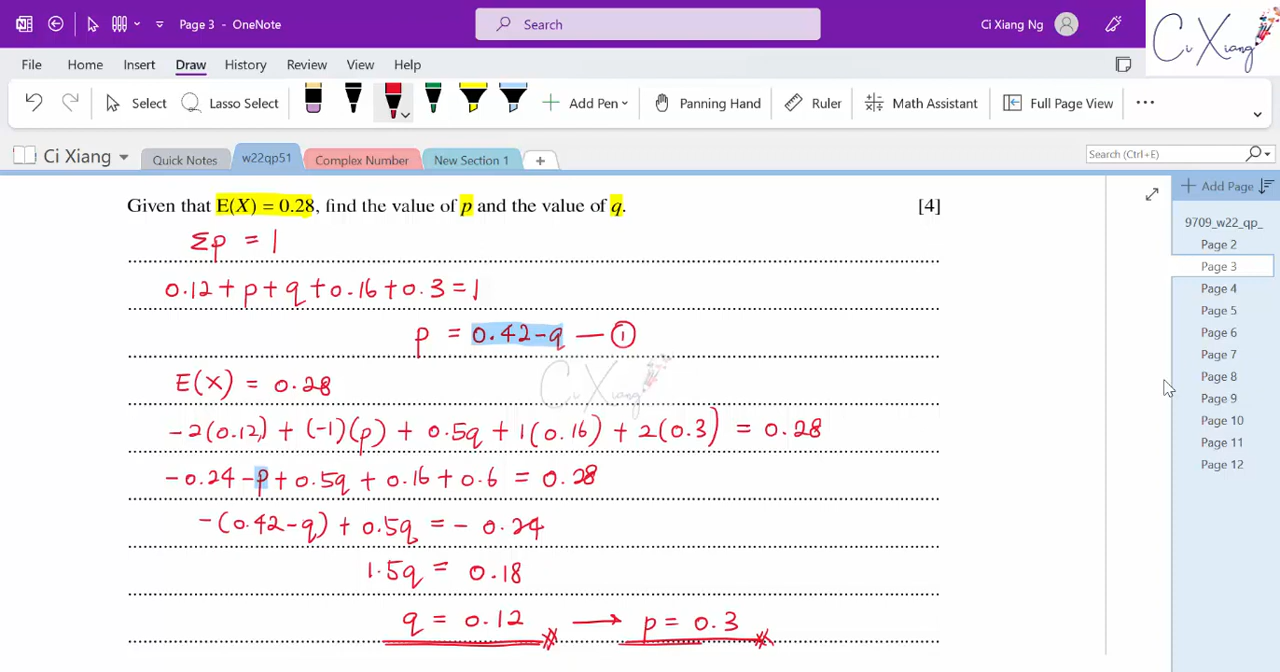 Page 3 - OneNote
Search
Ci Xiang Ng
Ci Xiang
File Home Insert Draw History Review View Help
Select Lasso Select Add Pen Panning Hand Ruler Math Assistant Full Page View ...
Ci Xiang Quick Notes w22qp51 Complex Number New Section 1 + Search (Ctrl+E)
Add Page
9709_w22_qp_
Page 2
Page 3
Page 4
Page 5
Page 6
Page 7
Page 8
Page 9
Page 10
Page 11
Page 12
Given that E(X) = 0.28, find the value of p and the value of q. [4]
Σp = 1
0.12 + p + q + 0.16 + 0.3 = 1
p = 0.42 - q — ①
Ci Xiang
E(X) = 0.28
-2(0.12) + (-1)(p) + 0.5q + 1(0.16) + 2(0.3) = 0.28
-0.24 - p + 0.5q + 0.16 + 0.6 = 0.28
-(0.42 - q) + 0.5q = - 0.24
1.5q = 0.18
q = 0.12 → p = 0.3